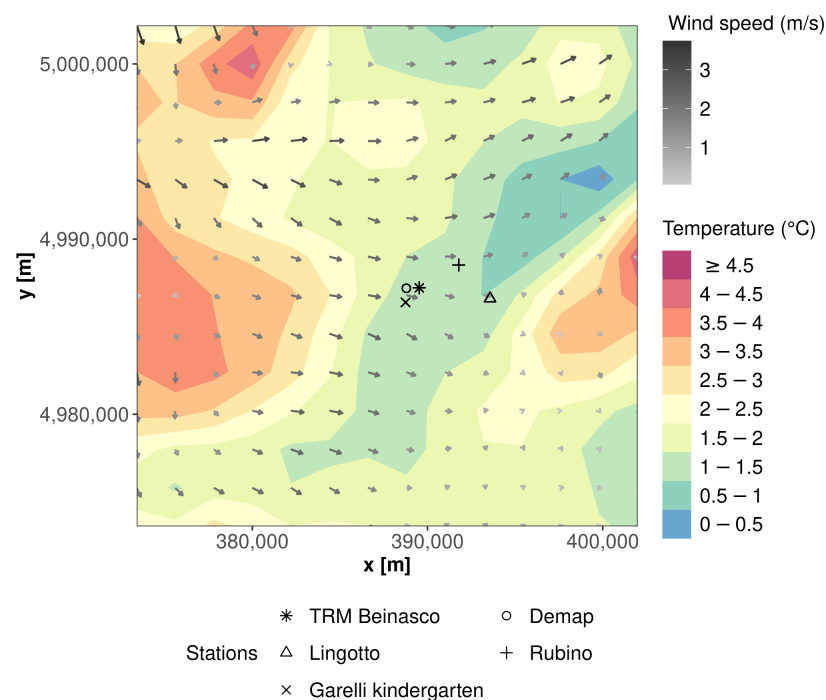 Wind speed (m/s)
3
2
1
Temperature (°C)
≥ 4.5
4 – 4.5
3.5 – 4
3 – 3.5
2.5 – 3
2 – 2.5
1.5 – 2
1 – 1.5
0.5 – 1
0 – 0.5
y [m]
5,000,000
4,990,000
4,980,000
380,000 390,000 400,000
x [m]
Stations
TRM Beinasco Demap
Lingotto Rubino
Garelli kindergarten